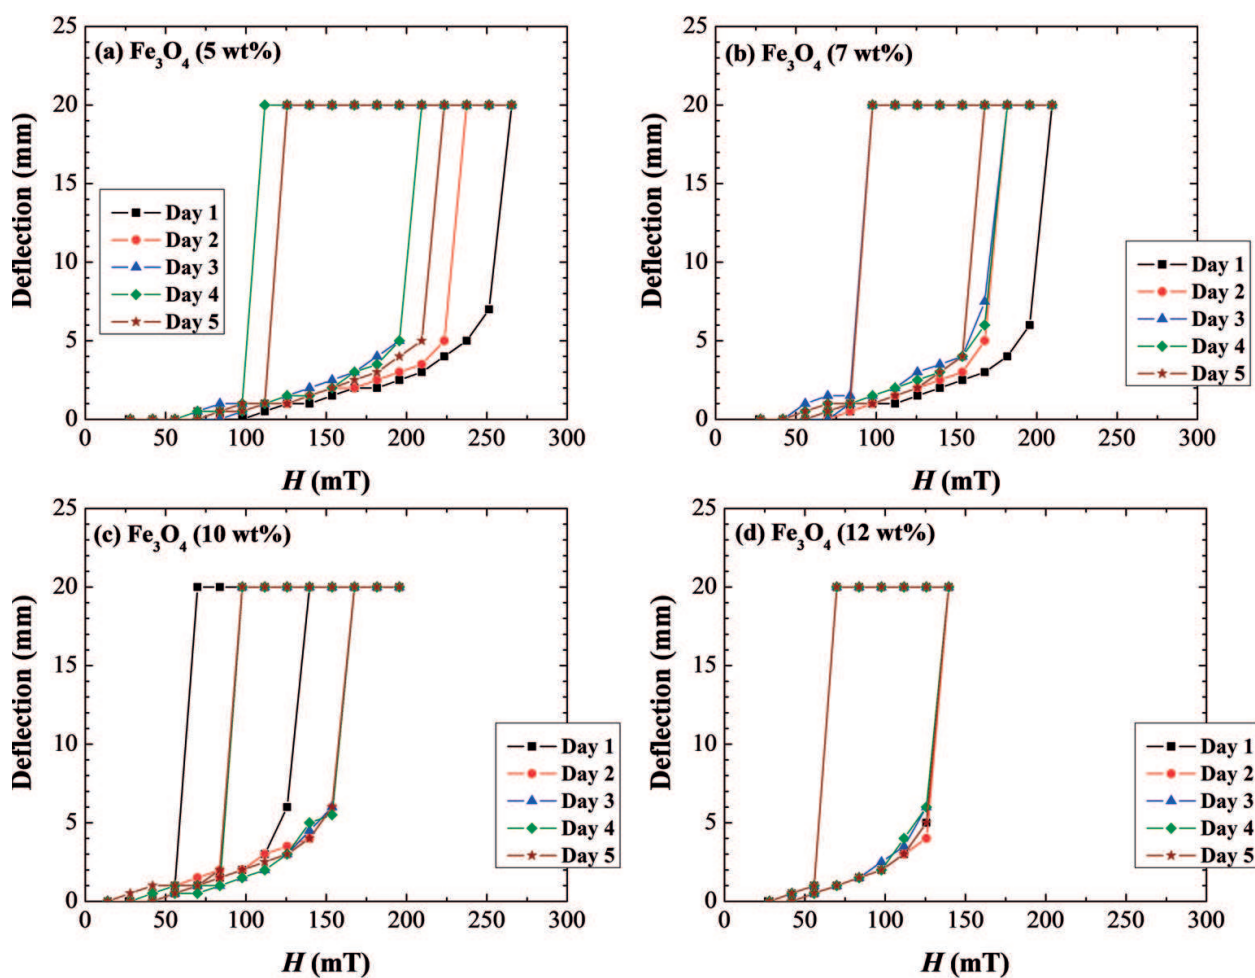 (a) Fe3O4 (5 wt%)
Deflection (mm)
25
20
15
10
5
0
Day 1
Day 2
Day 3
Day 4
Day 5
0 50 100 150 200 250 300
H (mT)
(b) Fe3O4 (7 wt%)
Deflection (mm)
25
20
15
10
5
0
Day 1
Day 2
Day 3
Day 4
Day 5
0 50 100 150 200 250 300
H (mT)
(c) Fe3O4 (10 wt%)
Deflection (mm)
25
20
15
10
5
0
Day 1
Day 2
Day 3
Day 4
Day 5
0 50 100 150 200 250 300
H (mT)
(d) Fe3O4 (12 wt%)
Deflection (mm)
25
20
15
10
5
0
Day 1
Day 2
Day 3
Day 4
Day 5
0 50 100 150 200 250 300
H (mT)